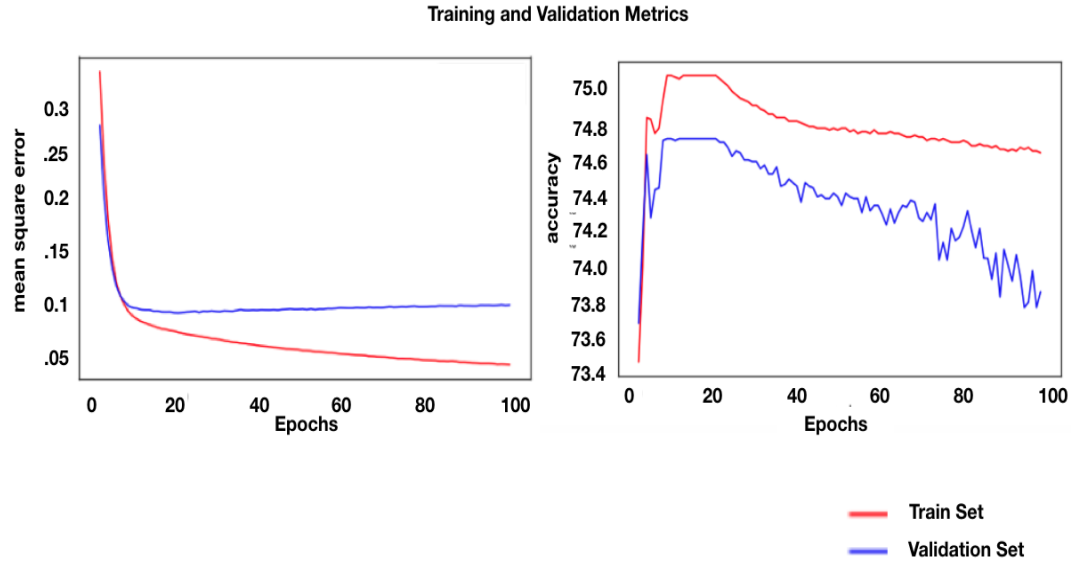 Training and Validation Metrics
mean square error
0.3
.25
0.2
.15
0.1
.05
0 20 40 60 80 100
Epochs
accuracy
75.0
74.8
74.6
74.4
74.2
74.0
73.8
73.6
73.4
0 20 40 60 80 100
Epochs
Train Set
Validation Set